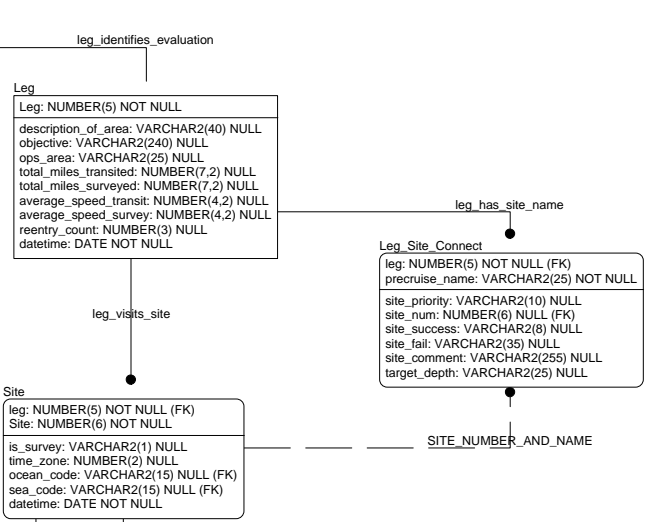 leg_identifies_evaluation
Leg
Leg: NUMBER(5) NOT NULL
description_of_area: VARCHAR2(40) NULL
objective: VARCHAR2(240) NULL
ops_area: VARCHAR2(25) NULL
total_miles_transited: NUMBER(7,2) NULL
total_miles_surveyed: NUMBER(7,2) NULL
average_speed_transit: NUMBER(4,2) NULL
average_speed_survey: NUMBER(4,2) NULL
reentry_count: NUMBER(3) NULL
datetime: DATE NOT NULL
leg_has_site_name
Leg_Site_Connect
leg: NUMBER(5) NOT NULL (FK)
precruise_name: VARCHAR2(25) NOT NULL
site_priority: VARCHAR2(10) NULL
site_num: NUMBER(6) NULL (FK)
site_success: VARCHAR2(8) NULL
site_fail: VARCHAR2(35) NULL
site_comment: VARCHAR2(255) NULL
target_depth: VARCHAR2(25) NULL
leg_visits_site
SITE_NUMBER_AND_NAME
Site
leg: NUMBER(5) NOT NULL (FK)
Site: NUMBER(6) NOT NULL
is_survey: VARCHAR2(1) NULL
time_zone: NUMBER(2) NULL
ocean_code: VARCHAR2(15) NULL (FK)
sea_code: VARCHAR2(15) NULL (FK)
datetime: DATE NOT NULL